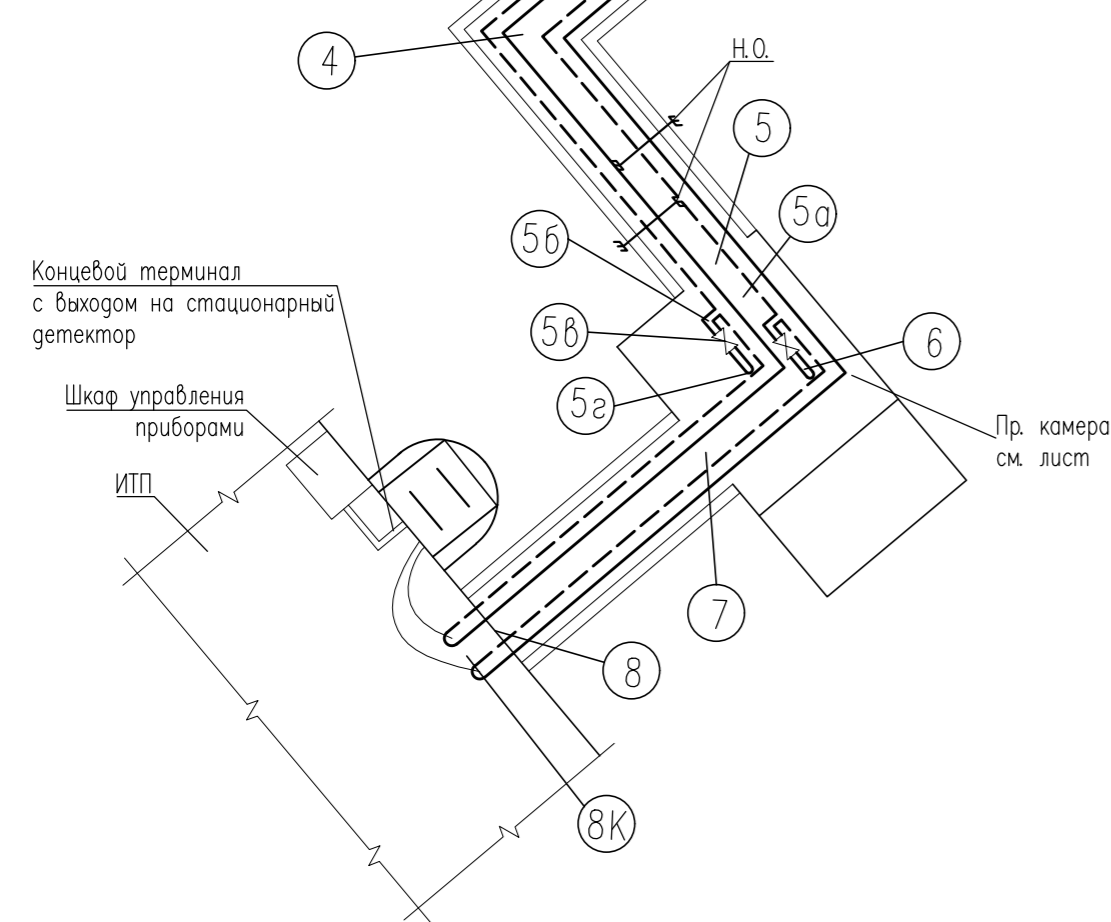 4
Н.О.
5
5а
5б
Концевой терминал
с выходом на стационарный
детектор
5в
6
Шкаф управления
приборами
5г
Пр. камера
см. лист
ИТП
7
8
8К